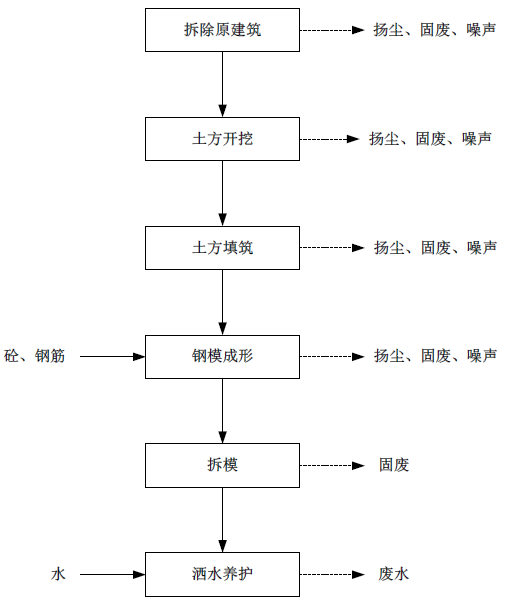 拆除原建筑
扬尘、固废、噪声
土方开挖
扬尘、固废、噪声
土方填筑
扬尘、固废、噪声
砼、钢筋
钢模成形
扬尘、固废、噪声
拆模
固废
水
洒水养护
废水